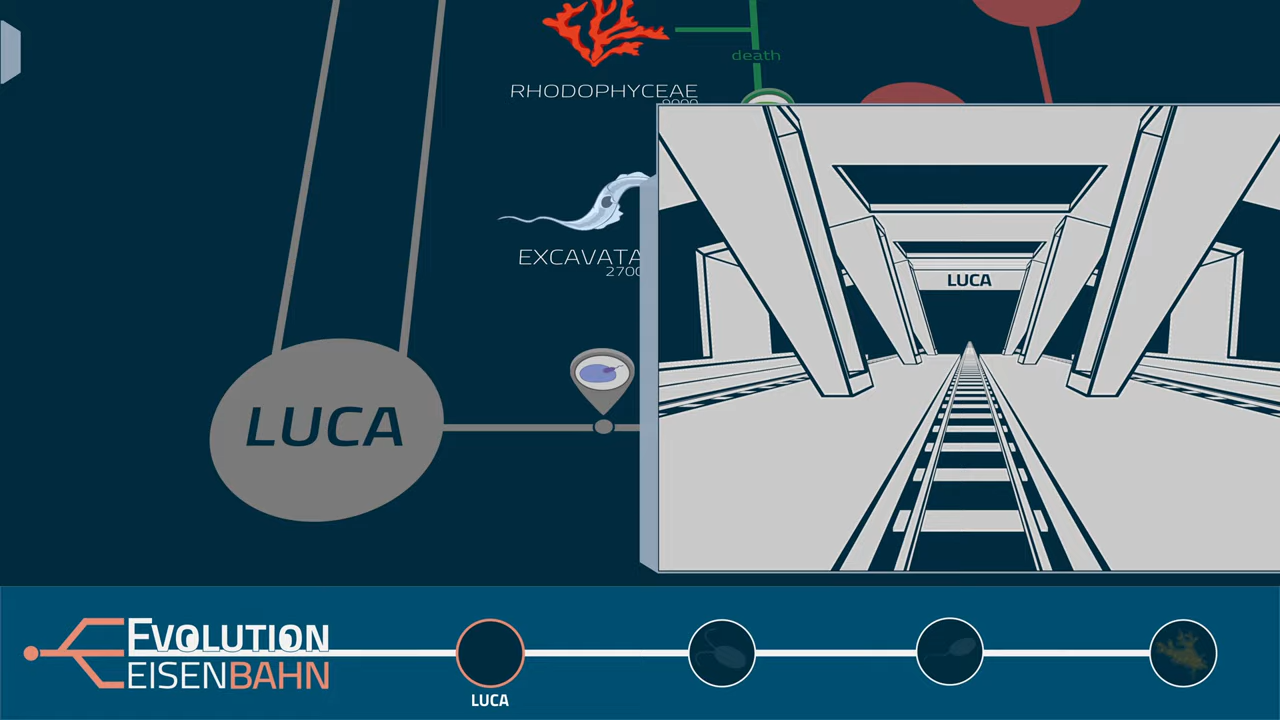 death
RHODOPHYCEAE
EXCAVATA
2700
LUCA
LUCA
EVOLUTION
EISENBAHN
LUCA